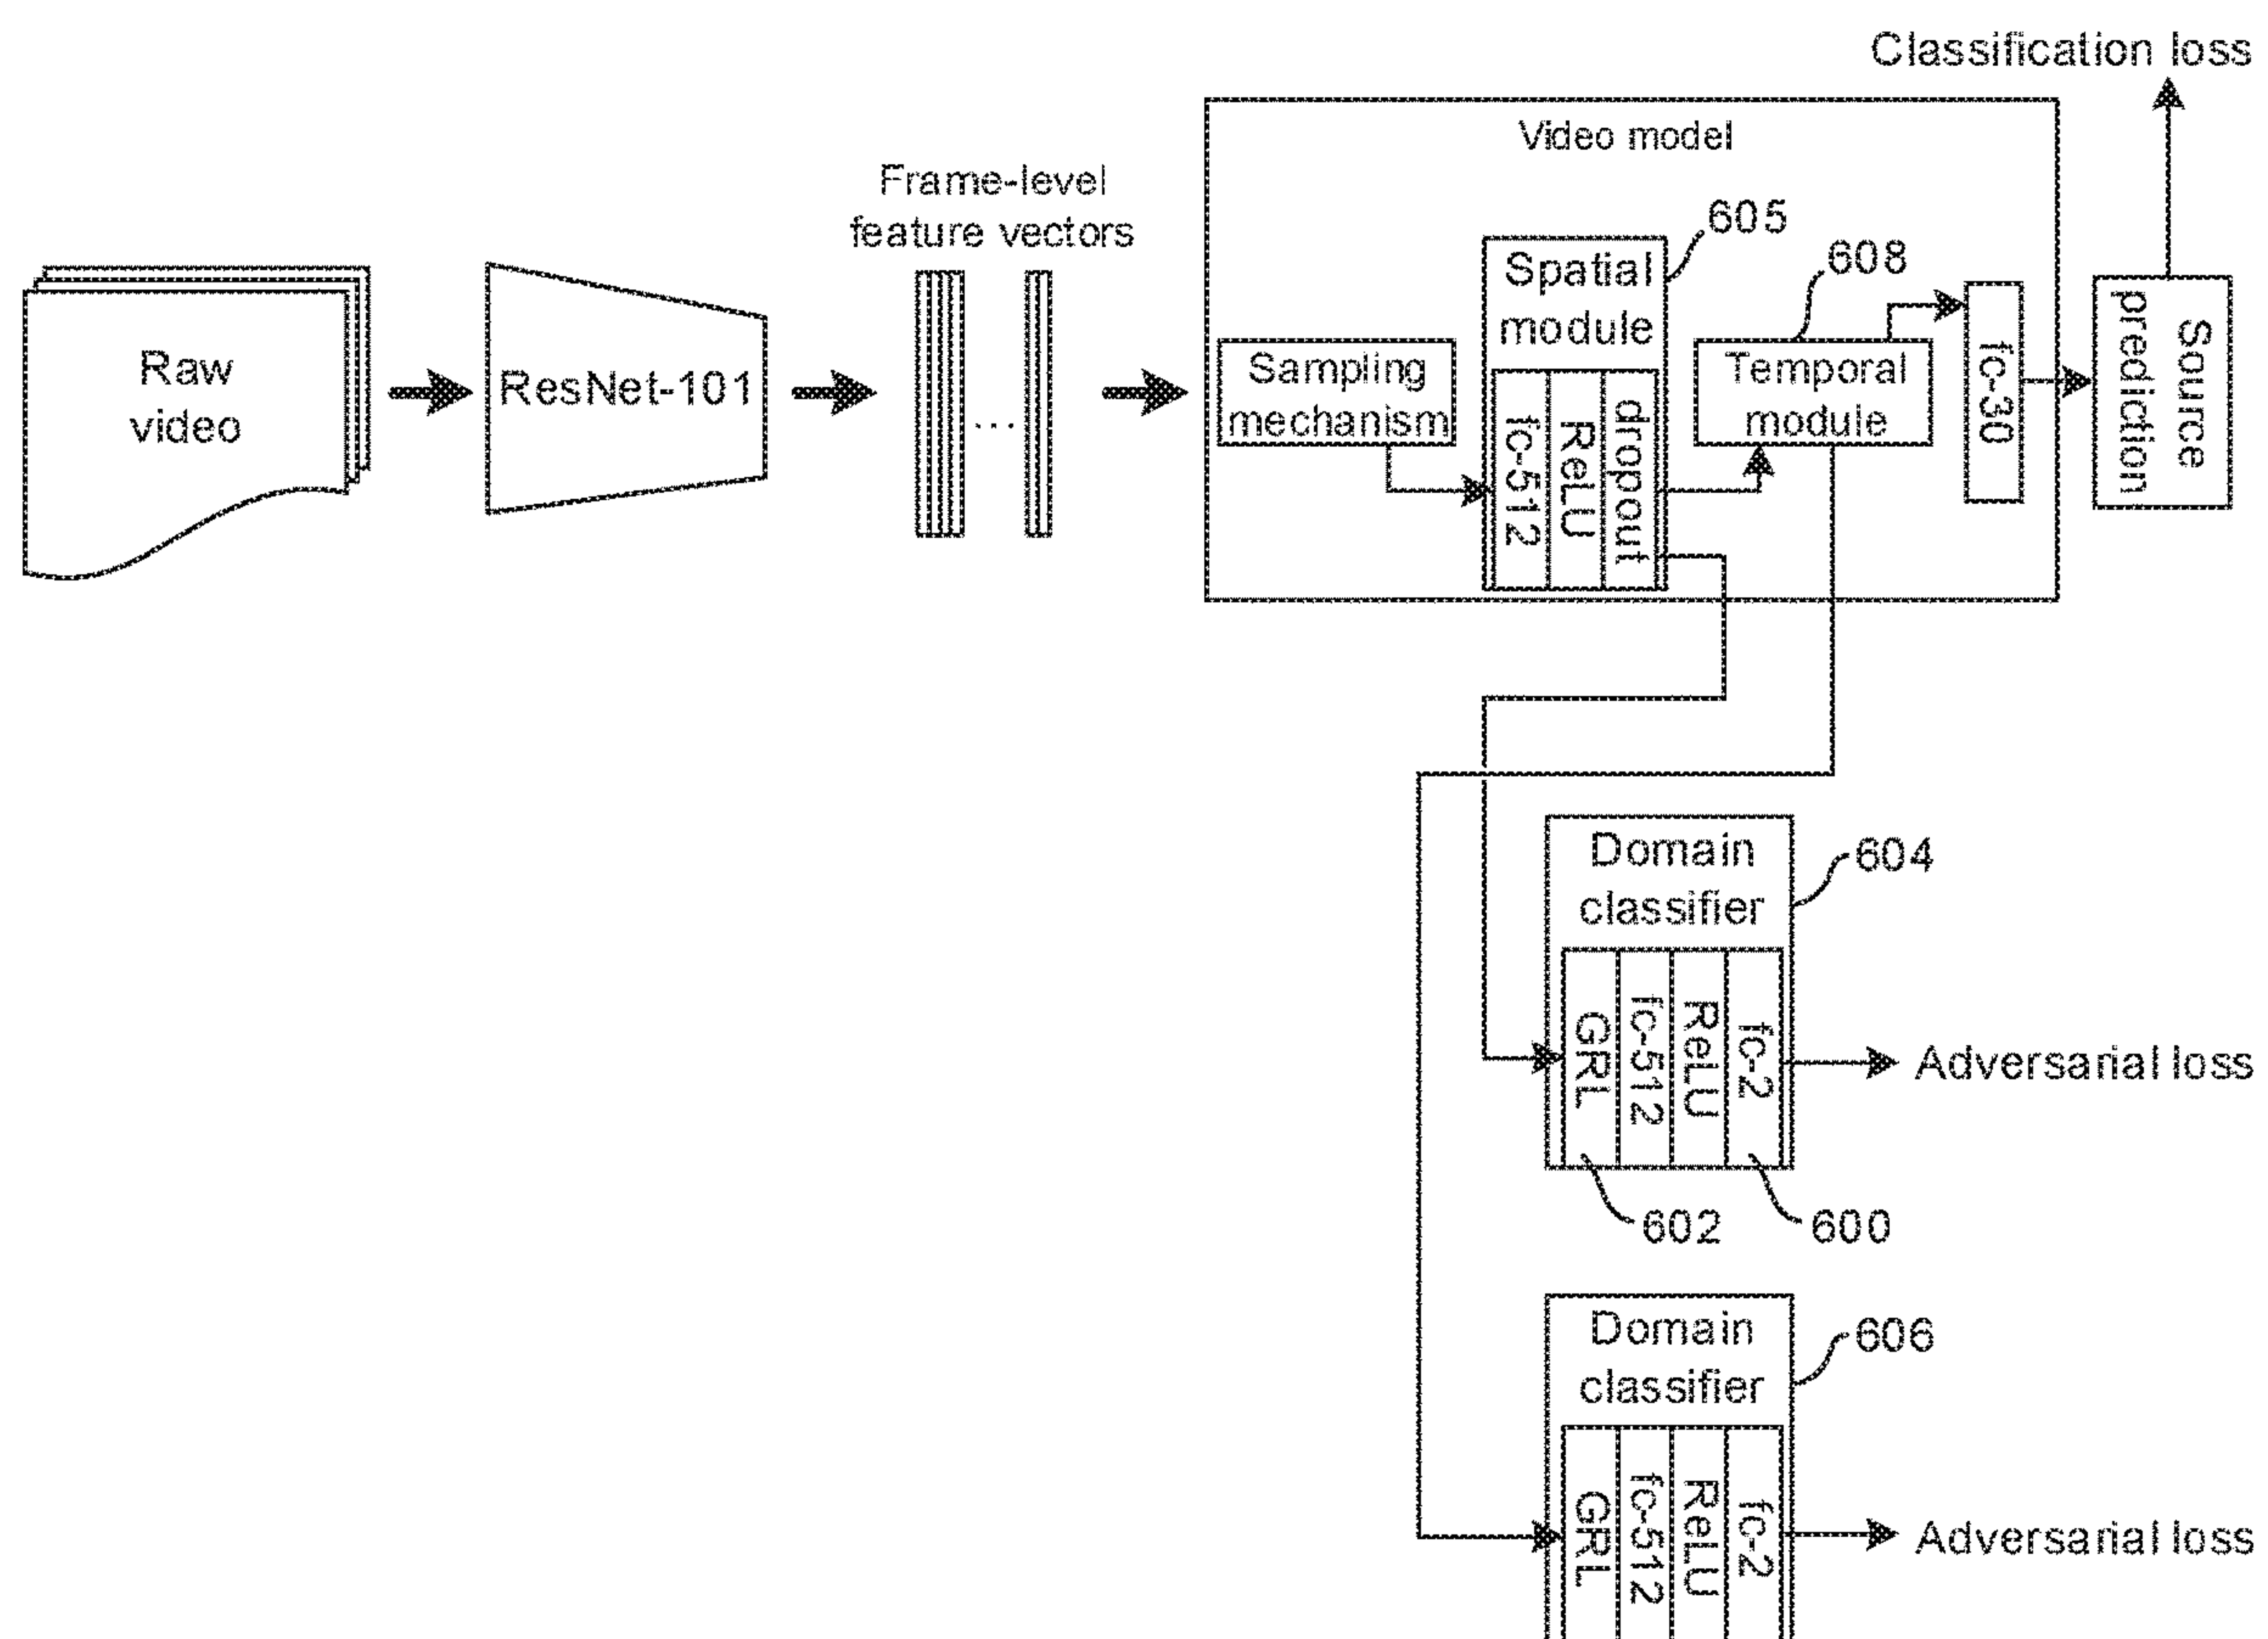 Classification loss
Video model
Frame-level
feature vectors
605
608
Raw
video
ResNet-101
...
Sampling
mechanism
Spatial
module
fc-512
ReLU
dropout
Temporal
module
fc-30
Source
prediction
Domain
classifier
604
GRL
fc-512
ReLU
fc-2
Adversarial loss
602
600
Domain
classifier
606
GRL
fc-512
ReLU
fc-2
Adversarial loss